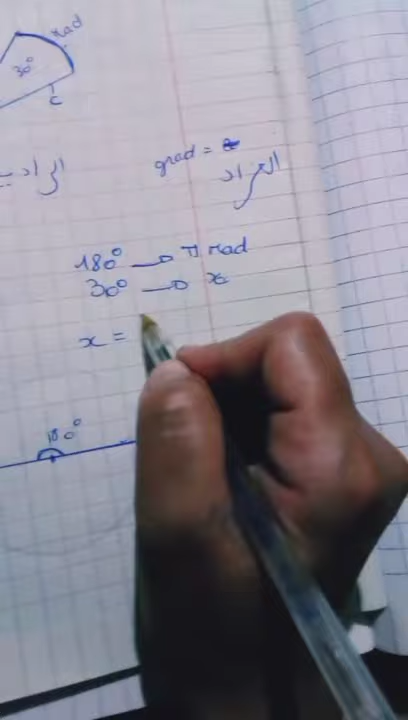 rad
30°
C
grad =
الغراد
180° → π rad
30° → x
x =
180°